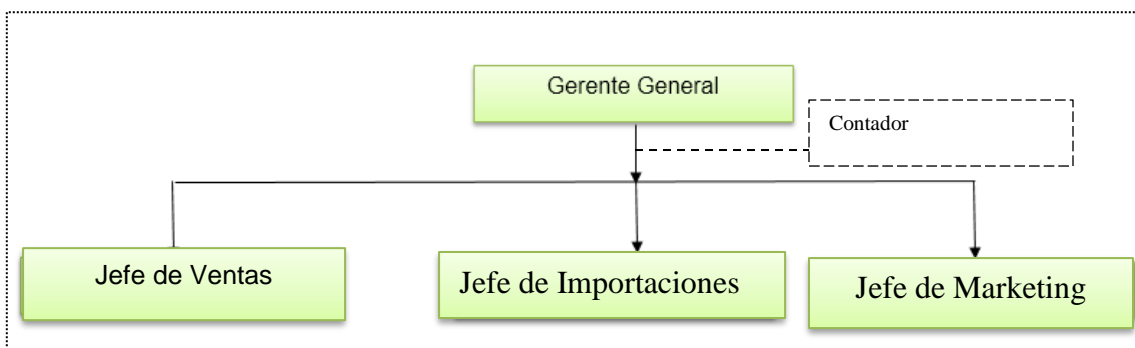 Gerente General
Contador
Jefe de Ventas
Jefe de Importaciones
Jefe de Marketing